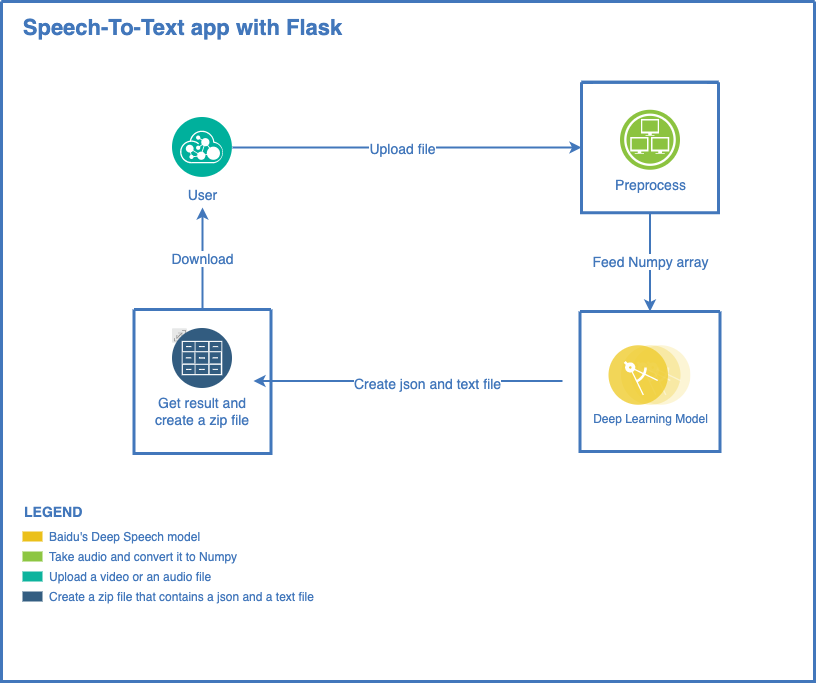 Speech-To-Text app with Flask
Upload file
User
Preprocess
Download
Feed Numpy array
Create json and text file
Get result and
create a zip file
Deep Learning Model
LEGEND
Baidu's Deep Speech model
Take audio and convert it to Numpy
Upload a video or an audio file
Create a zip file that contains a json and a text file